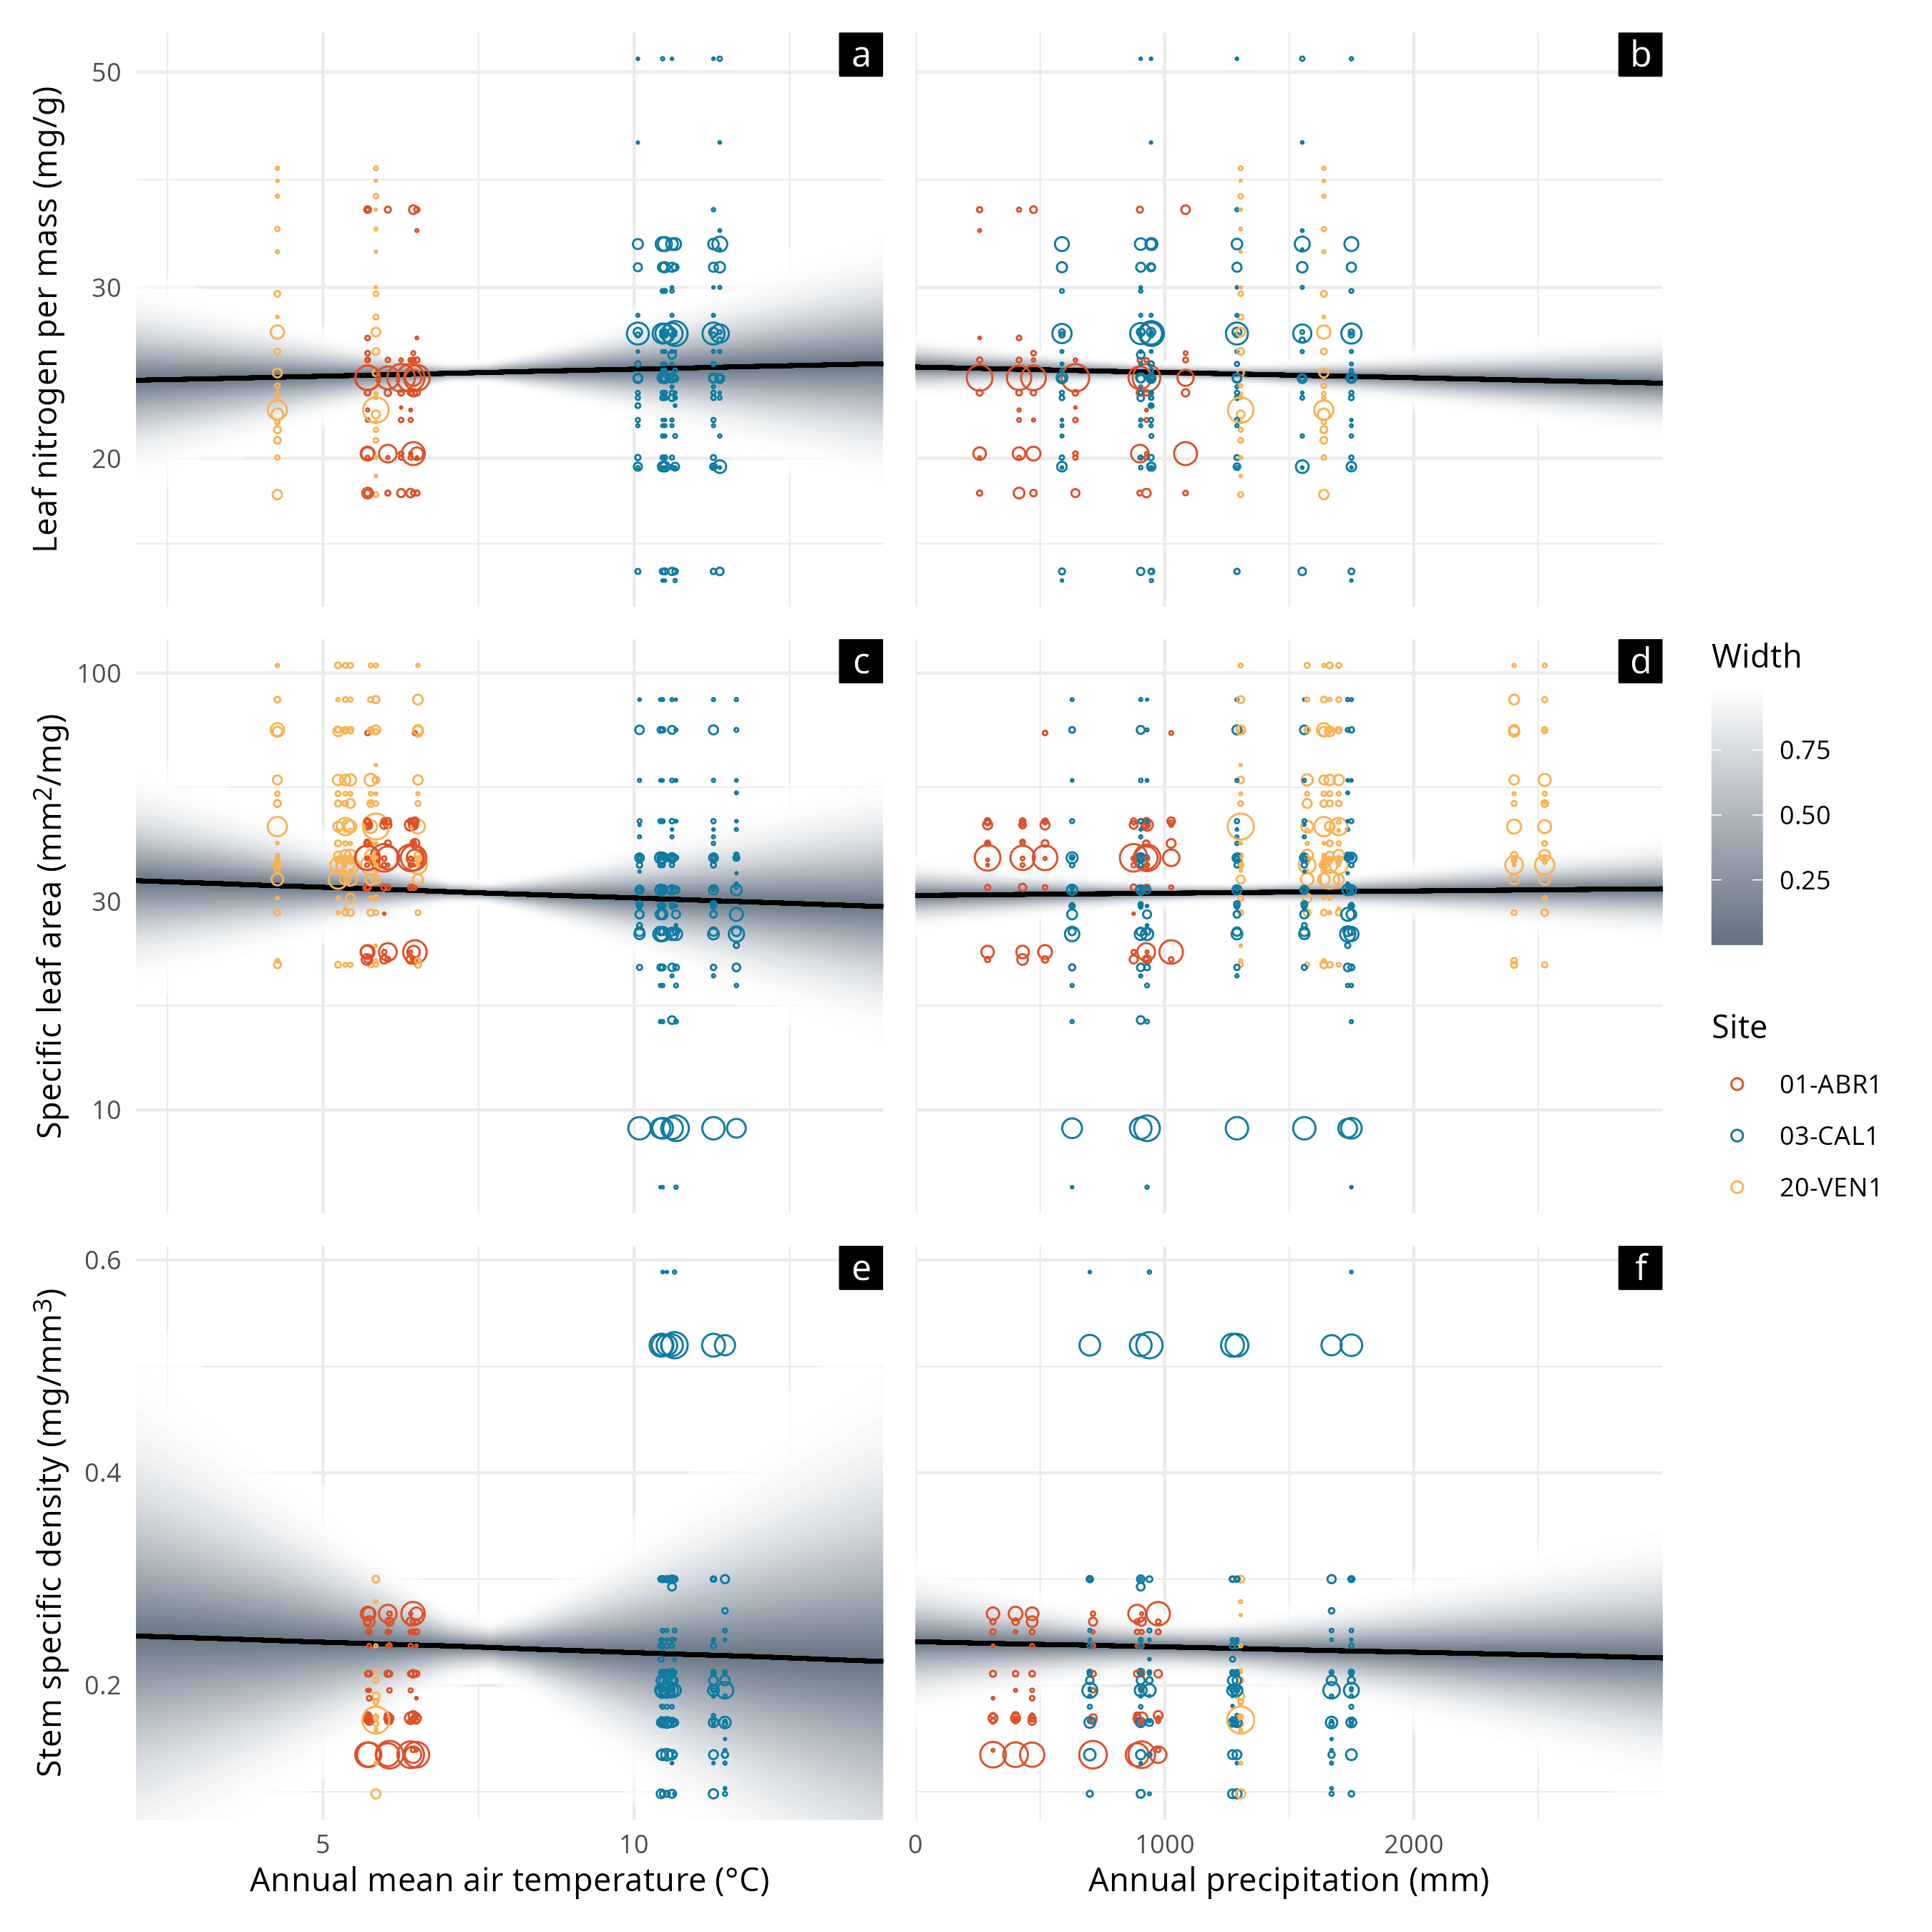 a
b
50
30
20
Leaf nitrogen per mass (mg/g)
c
d
100
30
10
Specific leaf area (mm²/mg)
Width
0.75
0.50
0.25
Site
01-ABR1
03-CAL1
20-VEN1
e
f
0.6
0.4
0.2
Stem specific density (mg/mm³)
5
10
0
1000
2000
Annual mean air temperature (°C)
Annual precipitation (mm)